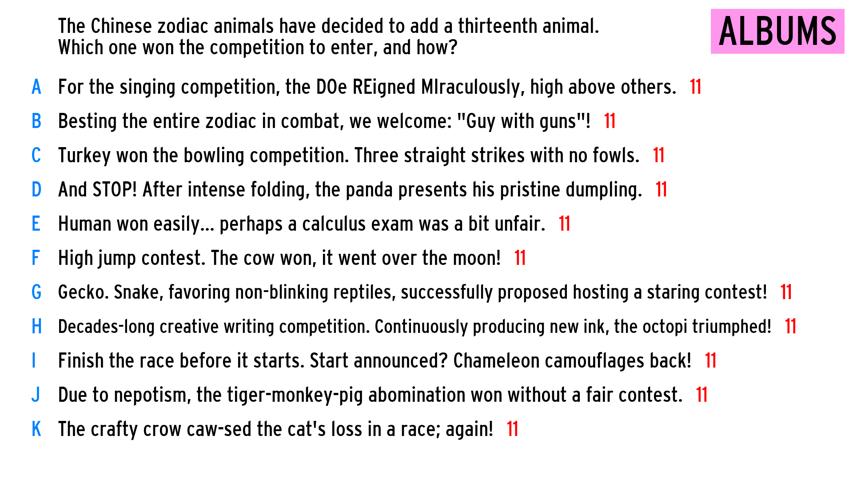 The Chinese zodiac animals have decided to add a thirteenth animal.
Which one won the competition to enter, and how?
ALBUMS
A For the singing competition, the DOe REigned MIraculously, high above others. 11
B Besting the entire zodiac in combat, we welcome: "Guy with guns"! 11
C Turkey won the bowling competition. Three straight strikes with no fowls. 11
D And STOP! After intense folding, the panda presents his pristine dumpling. 11
E Human won easily... perhaps a calculus exam was a bit unfair. 11
F High jump contest. The cow won, it went over the moon! 11
G Gecko. Snake, favoring non-blinking reptiles, successfully proposed hosting a staring contest! 11
H Decades-long creative writing competition. Continuously producing new ink, the octopi triumphed! 11
I Finish the race before it starts. Start announced? Chameleon camouflages back! 11
J Due to nepotism, the tiger-monkey-pig abomination won without a fair contest. 11
K The crafty crow caw-sed the cat's loss in a race; again! 11